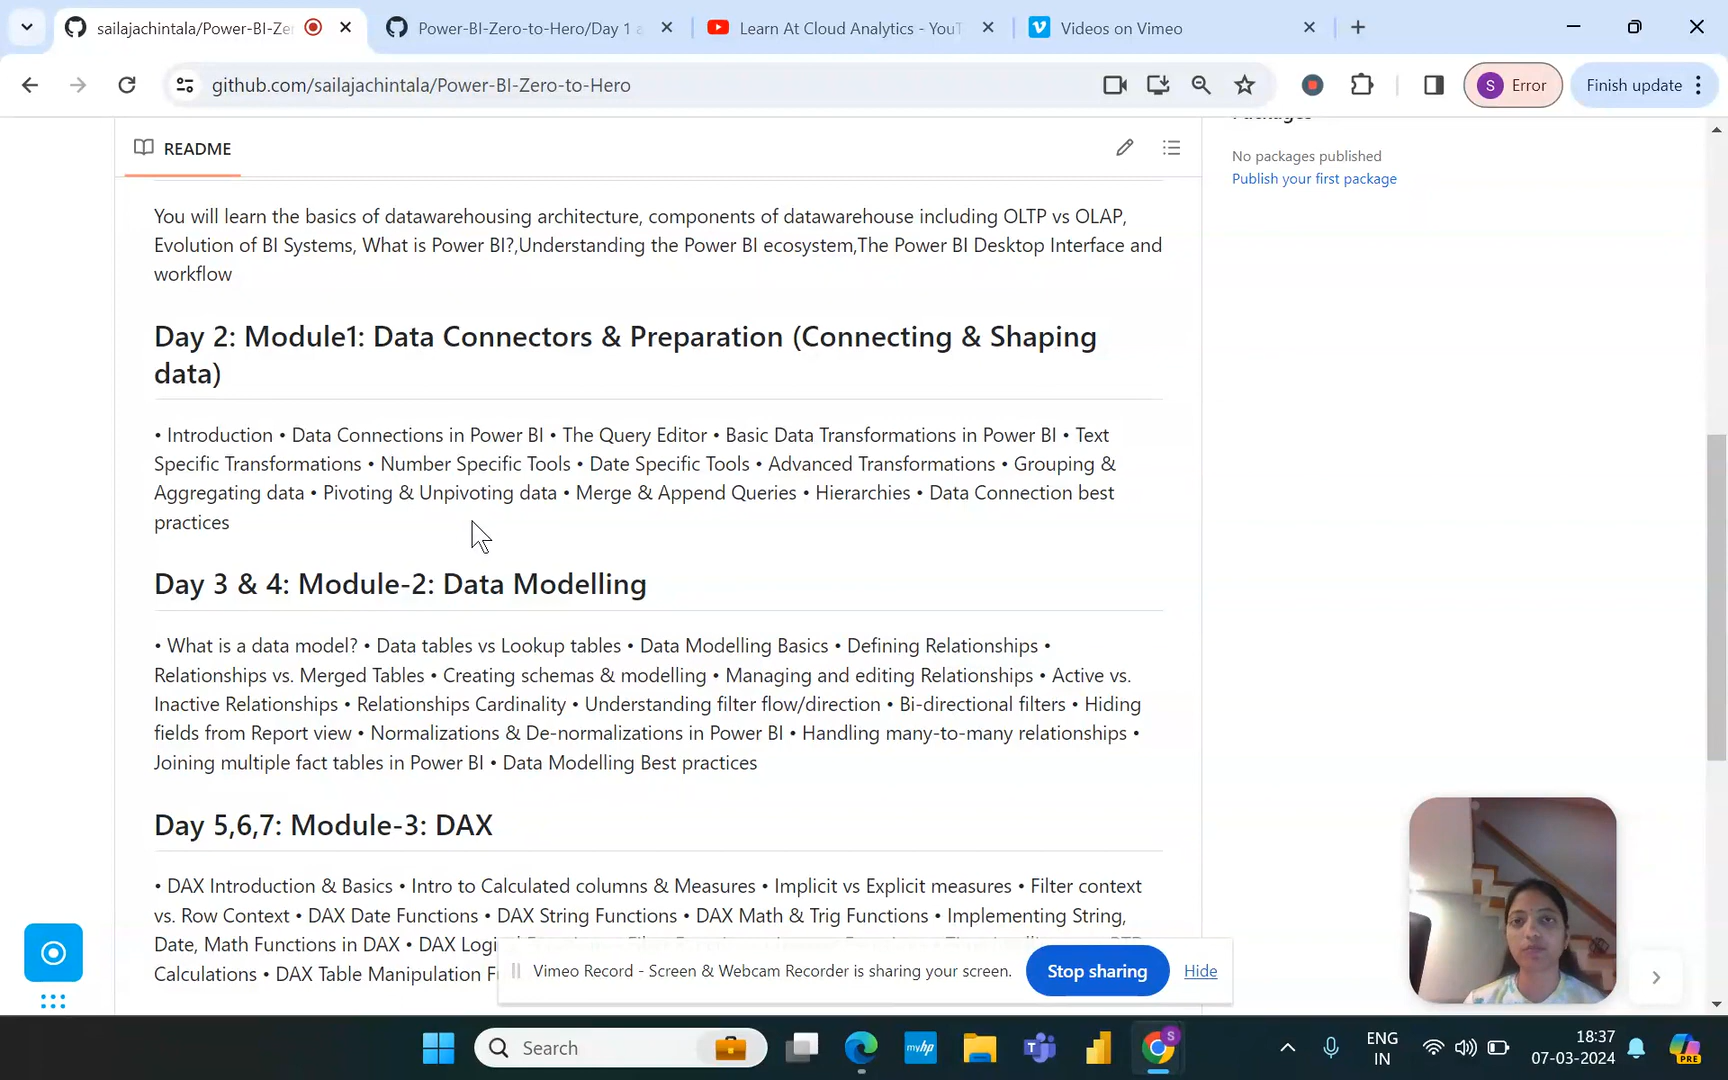 sailajachintala/Power-BI-Ze
Power-BI-Zero-to-Hero/Day 1 a
Learn At Cloud Analytics - YouT
Videos on Vimeo
github.com/sailajachintala/Power-BI-Zero-to-Hero
S Error
Finish update
README
No packages published
Publish your first package
You will learn the basics of datawarehousing architecture, components of datawarehouse including OLTP vs OLAP,
Evolution of BI Systems, What is Power BI?,Understanding the Power BI ecosystem,The Power BI Desktop Interface and
workflow
Day 2: Module1: Data Connectors & Preparation (Connecting & Shaping
data)
• Introduction • Data Connections in Power BI • The Query Editor • Basic Data Transformations in Power BI • Text
Specific Transformations • Number Specific Tools • Date Specific Tools • Advanced Transformations • Grouping &
Aggregating data • Pivoting & Unpivoting data • Merge & Append Queries • Hierarchies • Data Connection best
practices
Day 3 & 4: Module-2: Data Modelling
• What is a data model? • Data tables vs Lookup tables • Data Modelling Basics • Defining Relationships •
Relationships vs. Merged Tables • Creating schemas & modelling • Managing and editing Relationships • Active vs.
Inactive Relationships • Relationships Cardinality • Understanding filter flow/direction • Bi-directional filters • Hiding
fields from Report view • Normalizations & De-normalizations in Power BI • Handling many-to-many relationships •
Joining multiple fact tables in Power BI • Data Modelling Best practices
Day 5,6,7: Module-3: DAX
• DAX Introduction & Basics • Intro to Calculated columns & Measures • Implicit vs Explicit measures • Filter context
vs. Row Context • DAX Date Functions • DAX String Functions • DAX Math & Trig Functions • Implementing String,
Date, Math Functions in DAX • DAX
Calculations • DAX Table Manipulation F
Vimeo Record - Screen & Webcam Recorder is sharing your screen.
Stop sharing
Hide
Search
myhp
S
ENG
IN
18:37
07-03-2024
PRE